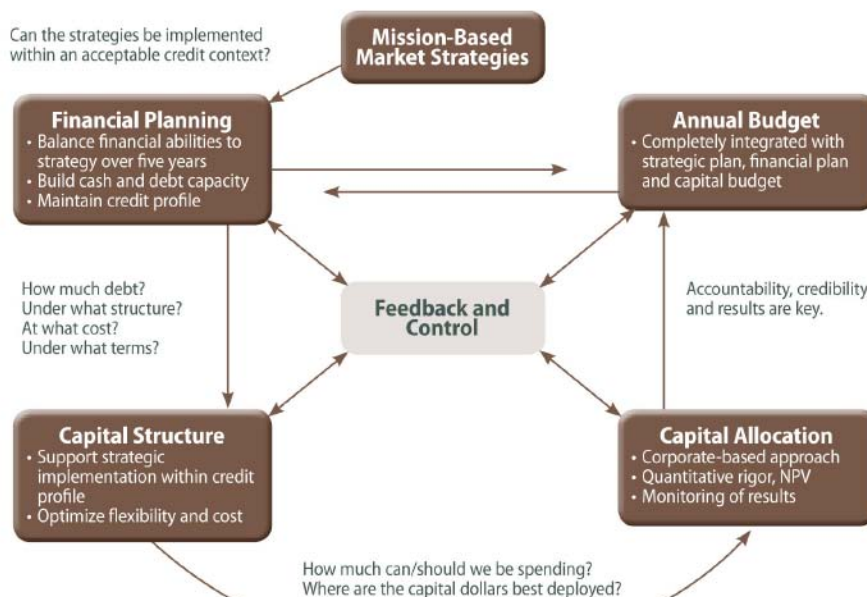 Can the strategies be implemented
within an acceptable credit context?
Mission-Based
Market Strategies
Financial Planning
• Balance financial abilities to
strategy over five years
• Build cash and debt capacity
• Maintain credit profile
Annual Budget
• Completely integrated with
strategic plan, financial plan
and capital budget
How much debt?
Under what structure?
At what cost?
Under what terms?
Feedback and
Control
Accountability, credibility
and results are key.
Capital Structure
• Support strategic
implementation within credit
profile
• Optimize flexibility and cost
Capital Allocation
• Corporate-based approach
• Quantitative rigor, NPV
• Monitoring of results
How much can/should we be spending?
Where are the capital dollars best deployed?